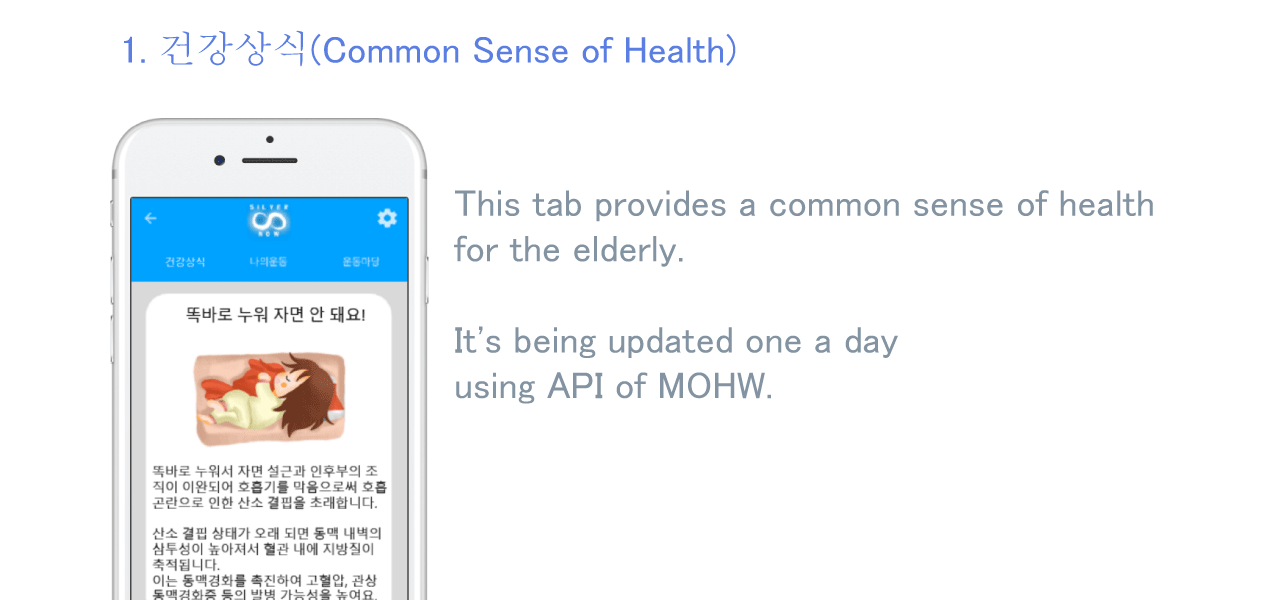 1. 건강상식(Common Sense of Health)
This tab provides a common sense of health
for the elderly.
It's being updated one a day
using API of MOHW.
SILVER
NOW
건강상식 나의운동 운동마당
똑바로 누워 자면 안 돼요!
똑바로 누워서 자면 설근과 인후부의 조
직이 이완되어 호흡기를 막음으로써 호흡
곤란으로 인한 산소 결핍을 초래합니다.
산소 결핍 상태가 오래 되면 동맥 내벽의
삼투성이 높아져서 혈관 내에 지방질이
축적됩니다.
이는 동맥경화를 촉진하여 고혈압, 관상
동맥경화증 등의 발병 가능성을 높여요.